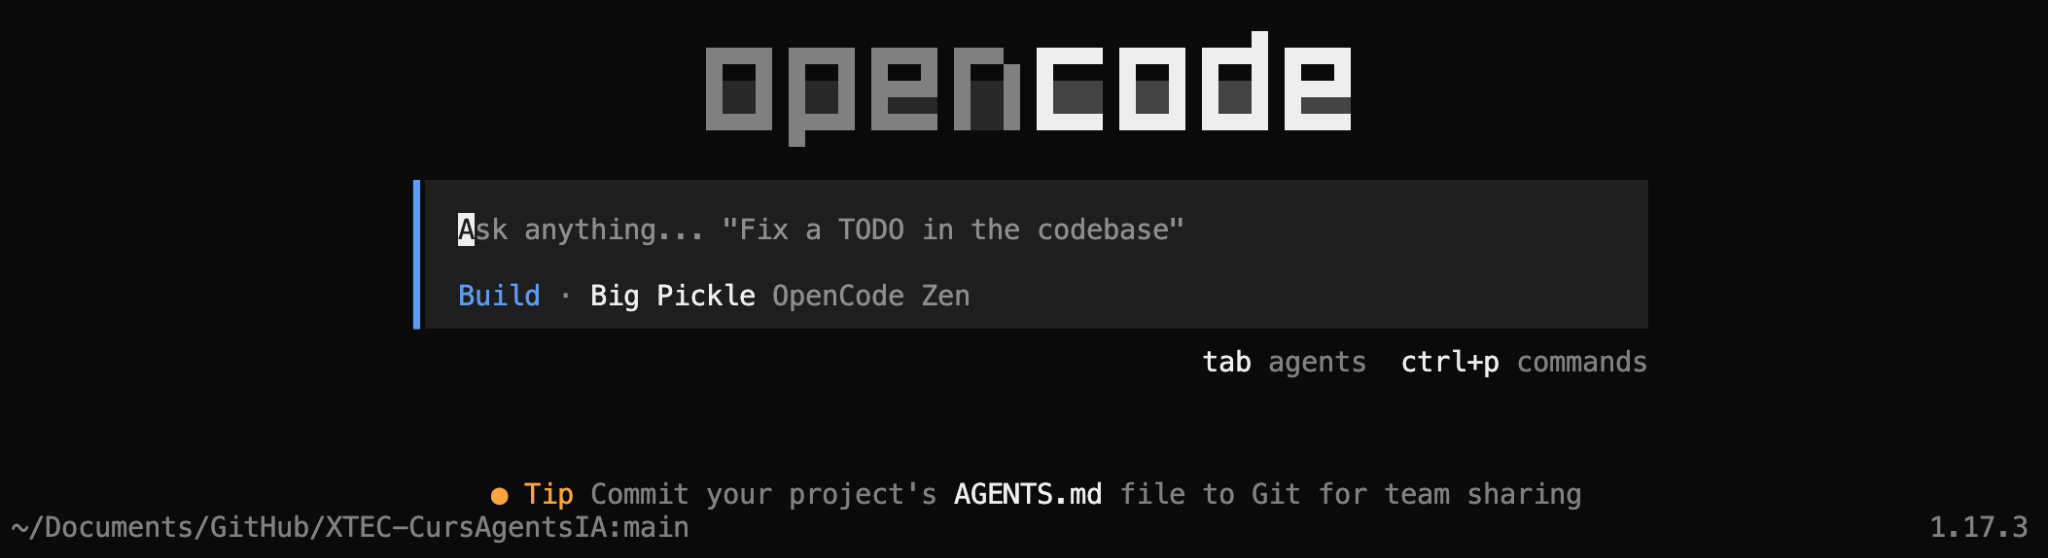 opencode
Ask anything... "Fix a TODO in the codebase"
Build · Big Pickle OpenCode Zen
tab agents ctrl+p commands
● Tip Commit your project's AGENTS.md file to Git for team sharing
~/Documents/GitHub/XTEC-CursAgentsIA:main 1.17.3